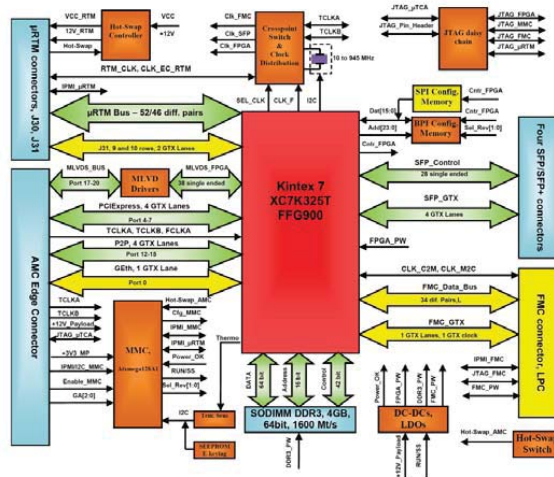 VCC_RTM
12V_RTM
Hot-Swap
Hot-Swap
Controller
VCC
+12V
Clk_FMC
Clk_SFP
Clk_FPGA
Crosspoint
Switch
&
Clock
Distribution
TCLKA
TCLKB
10 to 945 MHz
JTAG_µTCA
JTAG_Pin_Header
JTAG daisy
chain
JTAG_FPGA
JTAG_MMC
JTAG_FMC
JTAG_µRTM
RTM_CLK, CLK_EC_RTM
IPMI_µRTM
SEL_CLK
CLK_F
I2C
µRTM connectors, J30, J31
µRTM Bus – 52/46 diff. pairs
J31, 9 and 10 rows, 2 GTX Lanes
SPI Config.
Memory
Cntr_FPGA
Dat[15:0]
Add[23:0]
BPI Config.
Memory
Cntr_FPGA
Sel_Rev[1:0]
Cntr_FPGA
Kintex 7
XC7K325T
FFG900
SFP_Control
28 single ended
SFP_GTX
4 GTX Lanes
Four SFP/SFP+ connectors
FPGA_PW
MLVDS_BUS
Port 17-20
MLVD
Drivers
MLVDS_FPGA
38 single ended
PCIExpress, 4 GTX Lanes
Port 4-7
TCLKA, TCLKB, FCLKA
P2P, 4 GTX Lanes
Port 12-15
GEth, 1 GTX Lane
Port 0
AMC Edge Connector
CLK_C2M, CLK_M2C
FMC_Data_Bus
34 dif. Pairs,L
FMC_GTX
1 GTX Lanes, 1 GTX clock
FMC connector, LPC
IPMI_FMC
JTAG_FMC
FMC_PW
TCLKA
TCLKB
+12V_Payload
JTAG_µTCA
+3V3_MP
IPMI/I2C_MMC
Enable_MMC
GA[2:0]
MMC,
Atxmega128A1
Hot-Swap_AMC
Cfg_MMC
IPMI_MMC
IPMI_µRTM
Power_OK
RUN/SS
Sel_Rev[1:0]
Thermo
I2C
SEEPROM
E.keying
DATA
64 bit
Address
16 bit
Control
42 bit
SODIMM DDR3, 4GB,
64bit, 1600 Mt/s
DDR3_PW
Power_OK
FPGA_PW
DDR3_PW
FMC_PW
DC-DCs,
LDOs
+12V_Payload
RUN/SS
Hot-Swap_AMC
Hot-Swap
Switch